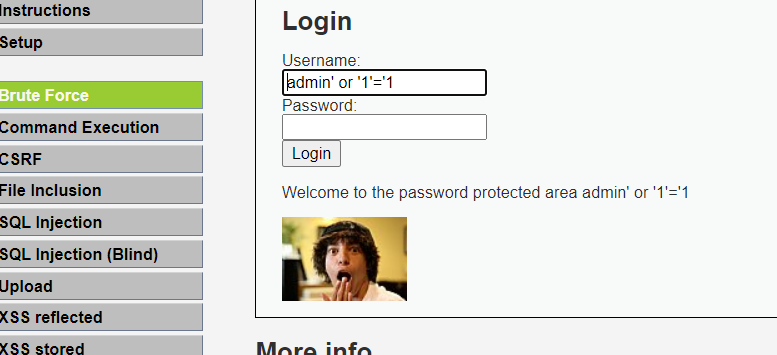 Instructions
Setup
Brute Force
Command Execution
CSRF
File Inclusion
SQL Injection
SQL Injection (Blind)
Upload
XSS reflected
XSS stored
Login
Username:
admin' or '1'='1
Password:
Login
Welcome to the password protected area admin' or '1'='1
More info